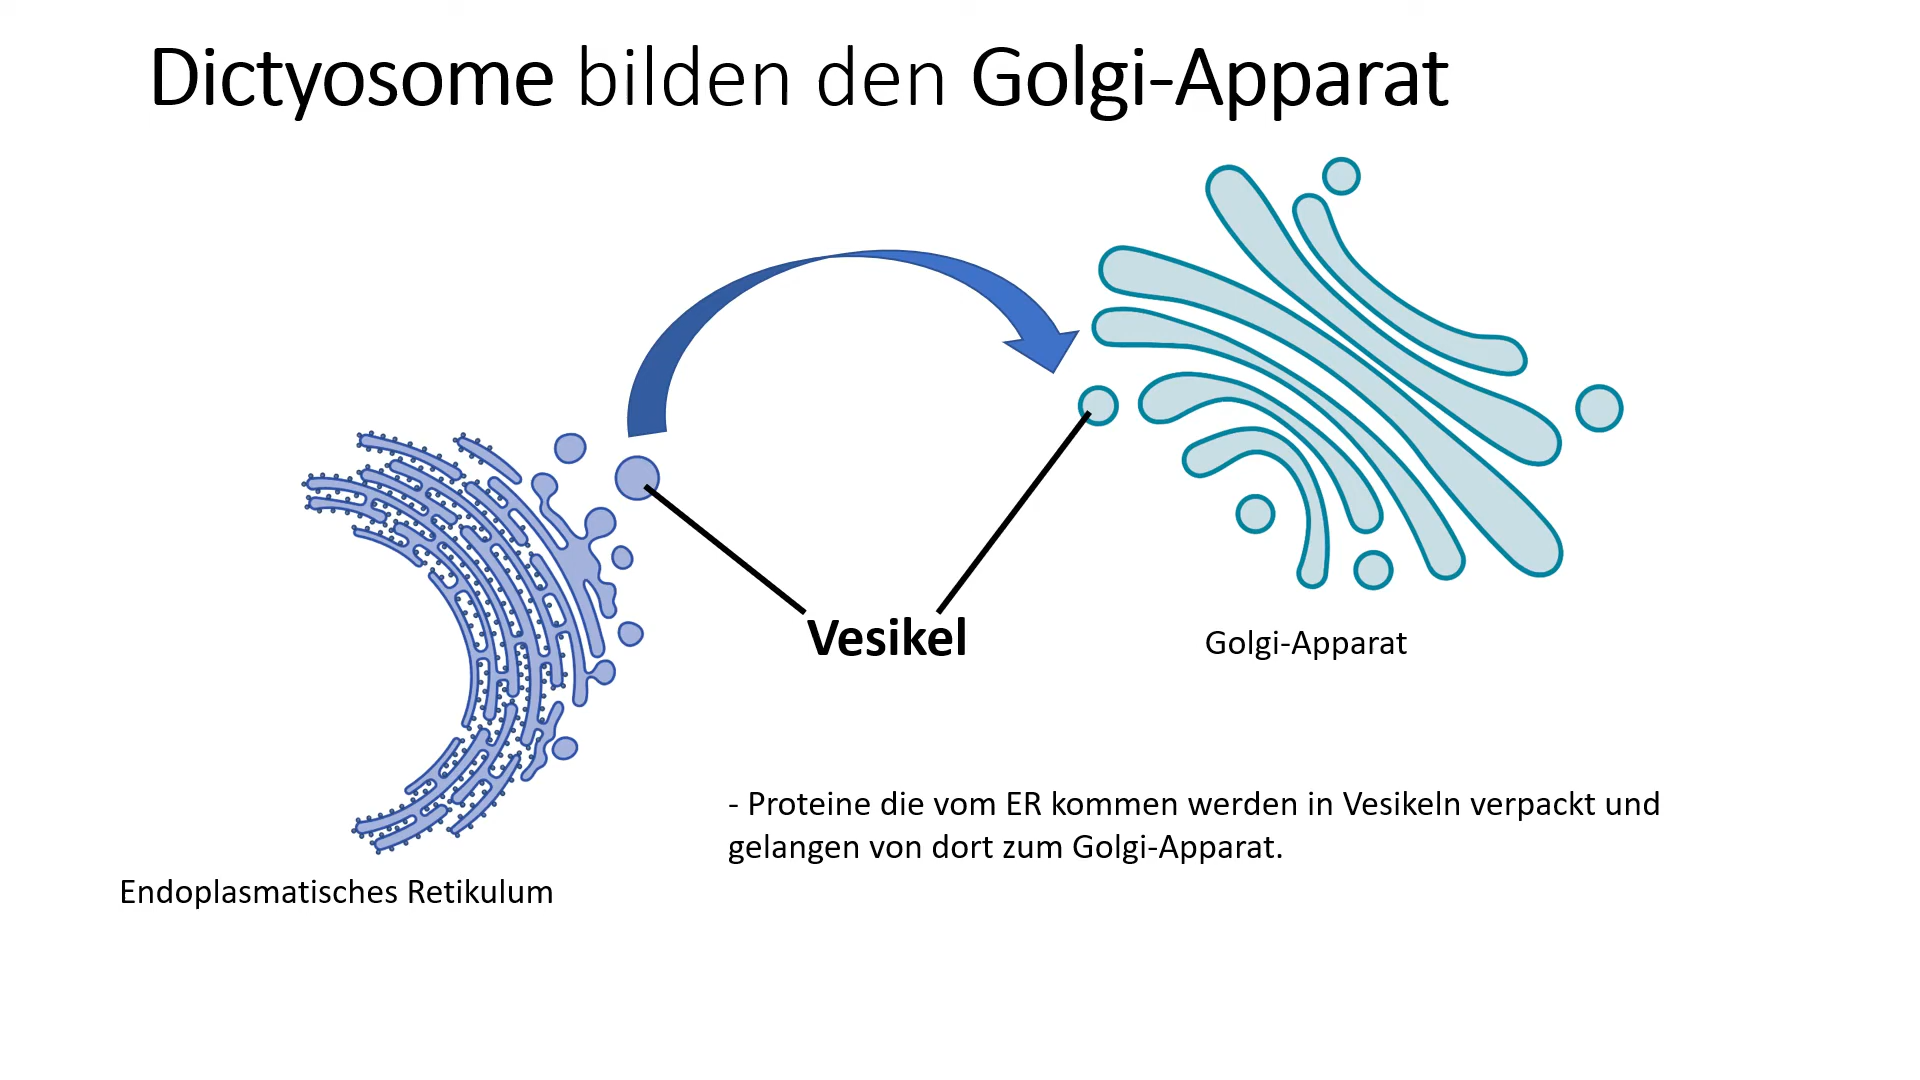 Dictyosome bilden den Golgi-Apparat
Vesikel
Golgi-Apparat
- Proteine die vom ER kommen werden in Vesikeln verpackt und
gelangen von dort zum Golgi-Apparat.
Endoplasmatisches Retikulum